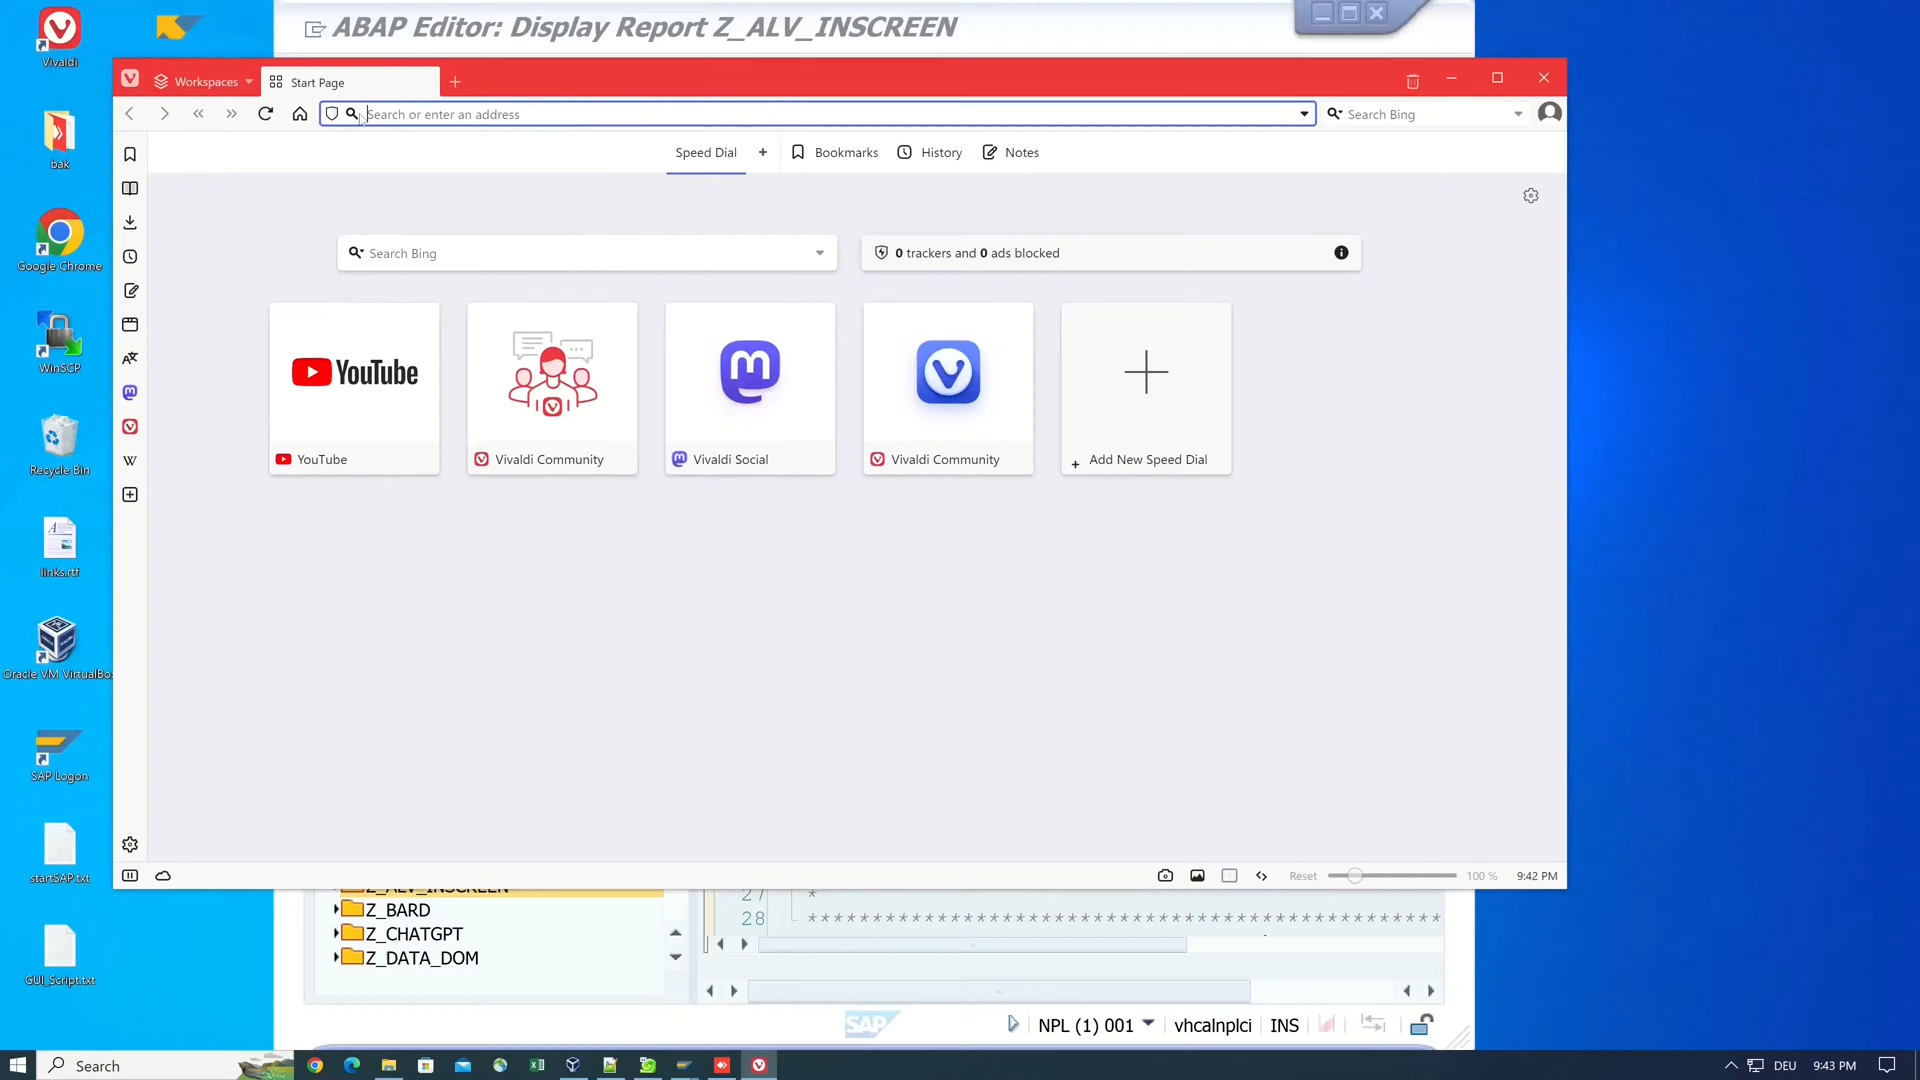 ABAP Editor: Display Report Z_ALV_INSCREEN
Vivaldi
bak
Google Chrome
WinSCP
Recycle Bin
links.rtf
Oracle VM VirtualBo
SAP Logon
startSAP.txt
GUI_Script.txt
Workspaces
Start Page
Search or enter an address
Search Bing
Speed Dial
Bookmarks
History
Notes
Search Bing
0 trackers and 0 ads blocked
YouTube
YouTube
Vivaldi Community
Vivaldi Social
Vivaldi Community
Add New Speed Dial
Reset
100 %
9:42 PM
Z_ALV_INSCREEN
Z_BARD
Z_CHATGPT
Z_DATA_DOM
27 *
28 ***************************************
SAP
NPL (1) 001
vhcalnplci
INS
Search
DEU
9:43 PM